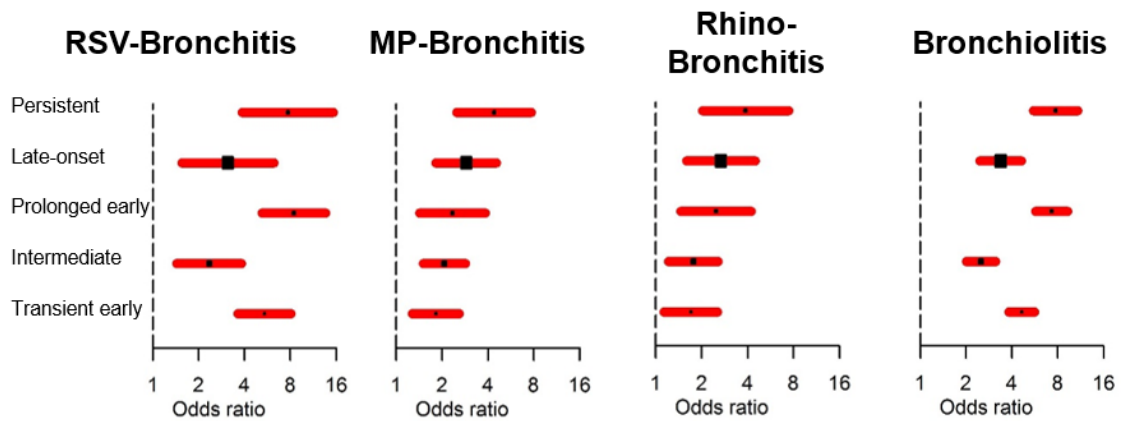 RSV-Bronchitis
MP-Bronchitis
Rhino-
Bronchitis
Bronchiolitis
Persistent
Late-onset
Prolonged early
Intermediate
Transient early
1 2 4 8 16
Odds ratio
1 2 4 8 16
Odds ratio
1 2 4 8 16
Odds ratio
1 2 4 8 16
Odds ratio